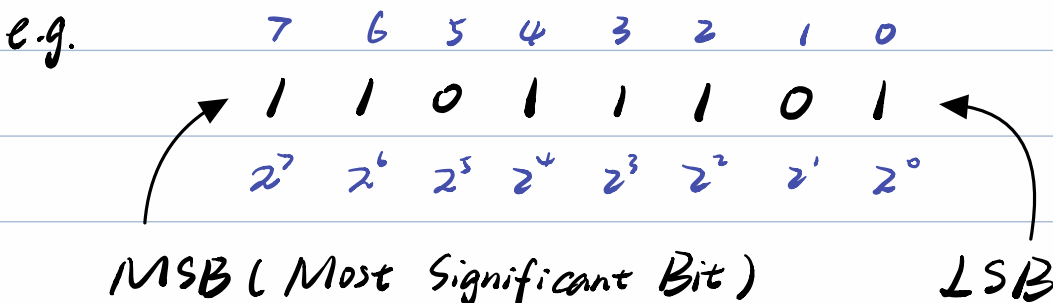 e.g. 7 6 5 4 3 2 1 0
1 1 0 1 1 1 0 1
2⁷ 2⁶ 2⁵ 2⁴ 2³ 2² 2¹ 2⁰
MSB ( Most Significant Bit ) LSB